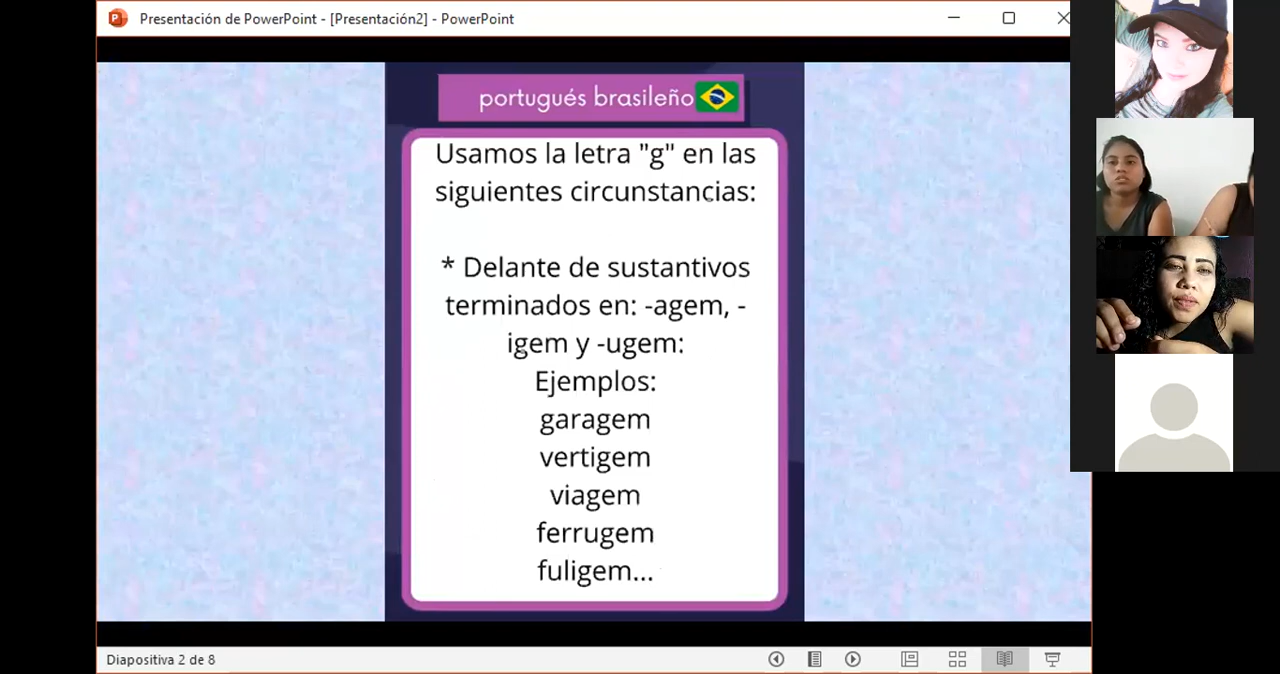 Presentación de PowerPoint - [Presentación2] - PowerPoint
portugués brasileño
Usamos la letra "g" en las
siguientes circunstancias:
* Delante de sustantivos
terminados en: -agem, -
igem y -ugem:
Ejemplos:
garagem
vertigem
viagem
ferrugem
fuligem...
Diapositiva 2 de 8